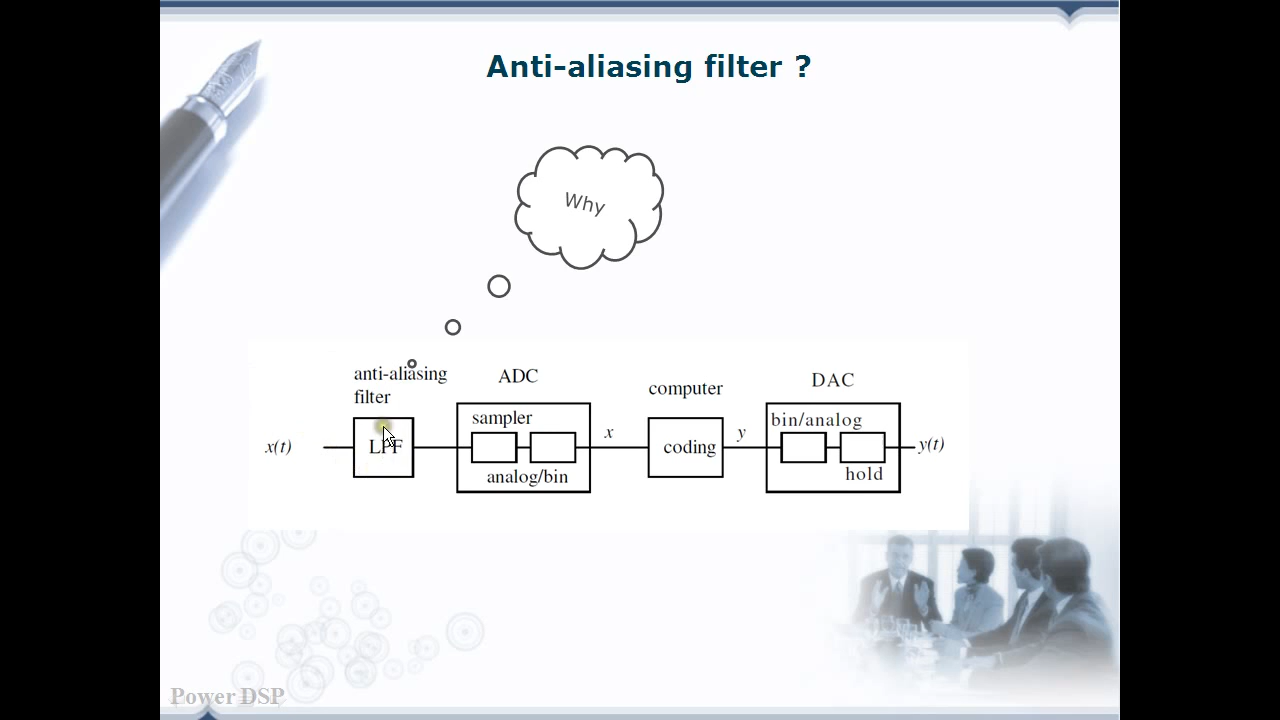 Anti-aliasing filter ?
Why
anti-aliasing
filter
ADC
computer
DAC
sampler
bin/analog
x(t)
LPF
x
coding
y
y(t)
analog/bin
hold
Power DSP